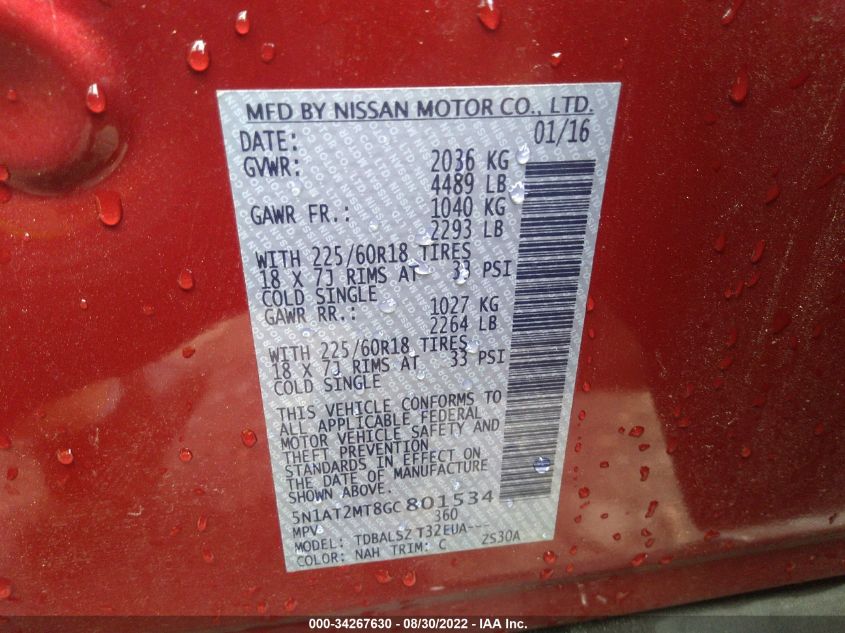 MFD BY NISSAN MOTOR CO., LTD.
DATE: 01/16
GVWR: 2036 KG
4489 LB
GAWR FR.: 1040 KG
2293 LB
WITH 225/60R18 TIRES
18 X 7J RIMS AT 33 PSI
COLD SINGLE
GAWR RR.: 1027 KG
2264 LB
WITH 225/60R18 TIRES
18 X 7J RIMS AT 33 PSI
COLD SINGLE
THIS VEHICLE CONFORMS TO
ALL APPLICABLE FEDERAL
MOTOR VEHICLE SAFETY AND
THEFT PREVENTION
STANDARDS IN EFFECT ON
THE DATE OF MANUFACTURE
5N1AT2MT8GC801534
MPV 360
MODEL: TDBALSZ T32EUA---
COLOR: NAH TRIM: C ZS30A
000-34267630 - 08/30/2022 - IAA Inc.